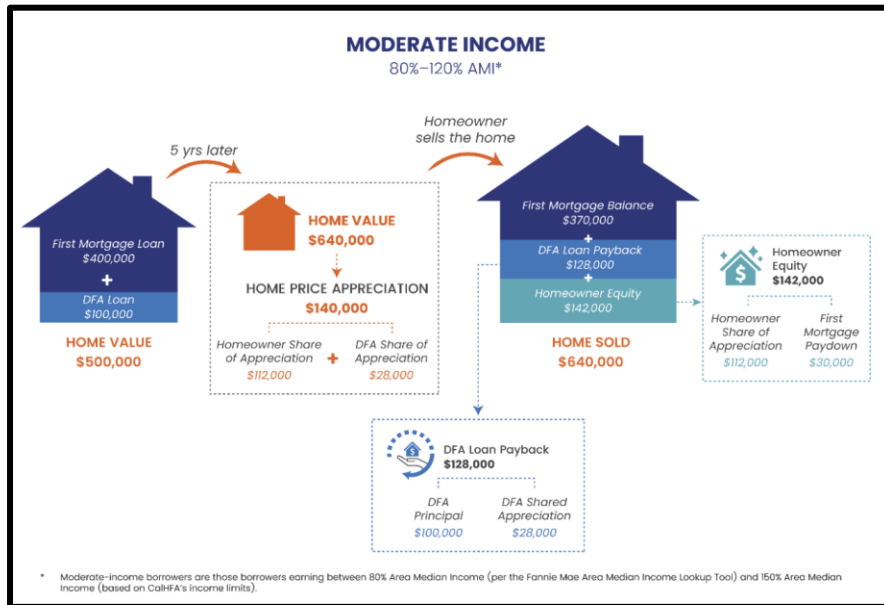 MODERATE INCOME
80%–120% AMI*
5 yrs later
Homeowner
sells the home
First Mortgage Loan
$400,000
+
DFA Loan
$100,000
HOME VALUE
$500,000
HOME VALUE
$640,000
HOME PRICE APPRECIATION
$140,000
Homeowner Share
of Appreciation
$112,000
+
DFA Share of
Appreciation
$28,000
First Mortgage Balance
$370,000
+
DFA Loan Payback
$128,000
+
Homeowner Equity
$142,000
HOME SOLD
$640,000
$
Homeowner
Equity
$142,000
Homeowner
Share of
Appreciation
$112,000
First
Mortgage
Paydown
$30,000
$
DFA Loan Payback
$128,000
DFA
Principal
$100,000
DFA Shared
Appreciation
$28,000
* Moderate-income borrowers are those borrowers earning between 80% Area Median Income (per the Fannie Mae Area Median Income Lookup Tool) and 150% Area Median
Income (based on CalHFA's income limits).